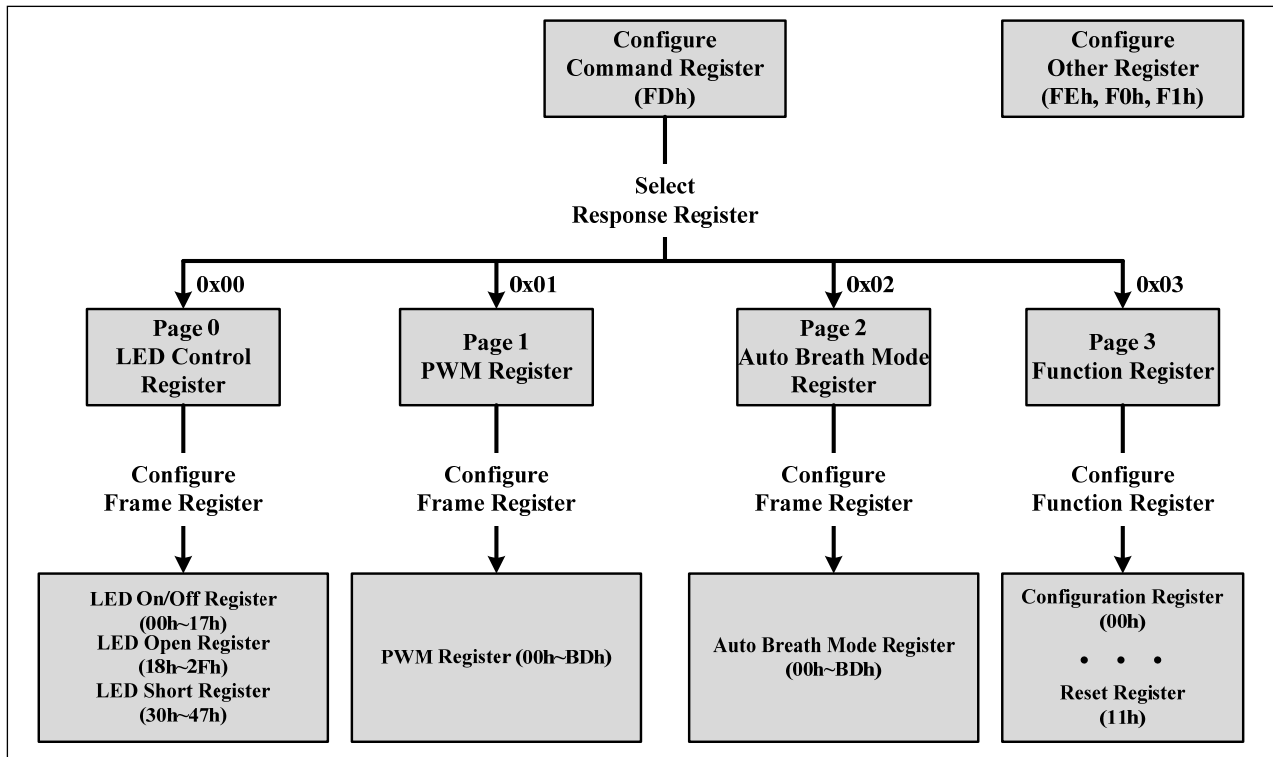 Configure
Command Register
(FDh)
Configure
Other Register
(FEh, F0h, F1h)
Select
Response Register
0x00
0x01
0x02
0x03
Page 0
LED Control
Register
Page 1
PWM Register
Page 2
Auto Breath Mode
Register
Page 3
Function Register
Configure
Frame Register
Configure
Frame Register
Configure
Frame Register
Configure
Function Register
LED On/Off Register
(00h~17h)
LED Open Register
(18h~2Fh)
LED Short Register
(30h~47h)
PWM Register (00h~BDh)
Auto Breath Mode Register
(00h~BDh)
Configuration Register
(00h)
• • •
Reset Register
(11h)